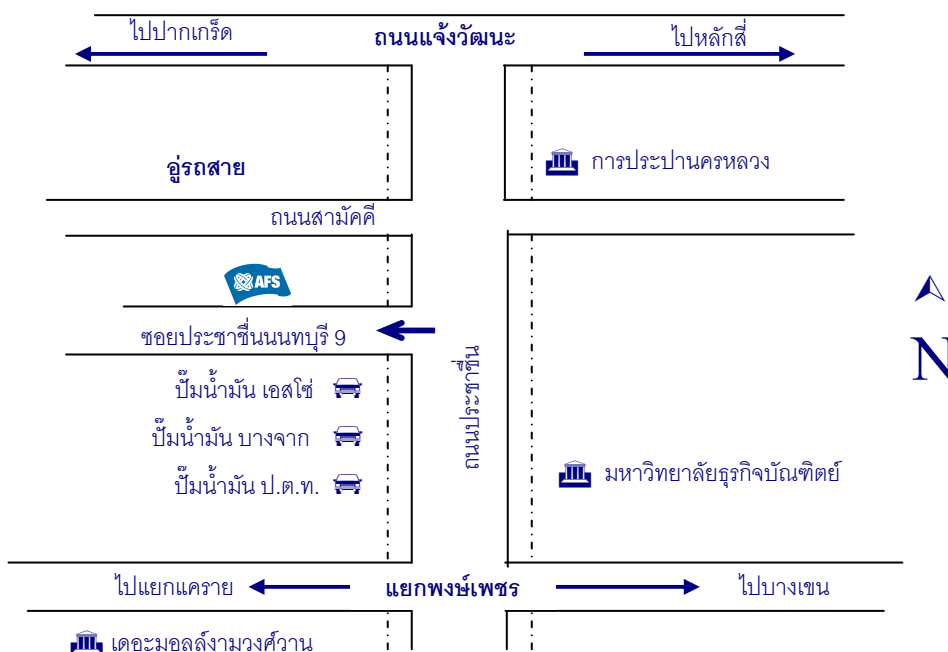 ไปปากเกร็ด
ถนนแจ้งวัฒนะ
ไปหลักสี่
อู่รถสาย
การประปานครหลวง
ถนนสามัคคี
AFS
ซอยประชาชื่นนนทบุรี 9
ถนนประชาชื่น
N
ปั๊มน้ำมัน เอสโซ่
ปั๊มน้ำมัน บางจาก
ปั๊มน้ำมัน ป.ต.ท.
มหาวิทยาลัยธุรกิจบัณฑิตย์
ไปแยกแคราย
แยกพงษ์เพชร
ไปบางเขน
เดอะมอลล์งามวงศ์วาน